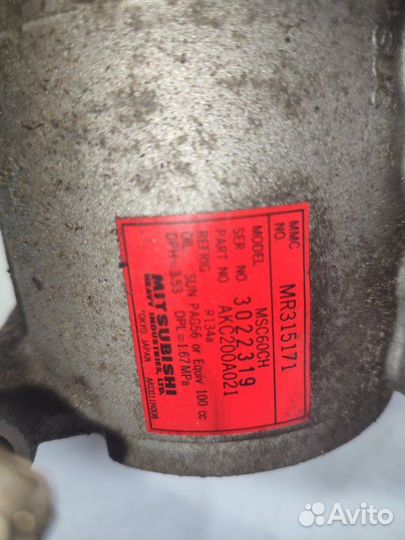 MMC NO. MR315171
MODEL MSC60CH
SER NO 3022319
PART NO AKC200A021
REFRIG R134a
OIL SUN PAG56 or Equiv 100 cc
DPH=3.53 DPL=1.67MPa
MITSUBISHI
HEAVY INDUSTRIES, LTD.
TOKYO JAPAN AKC011H006
Avito